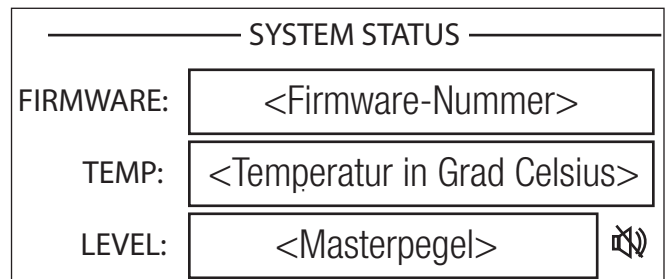 SYSTEM STATUS
FIRMWARE: <Firmware-Nummer>
TEMP: <Temperatur in Grad Celsius>
LEVEL: <Masterpegel>